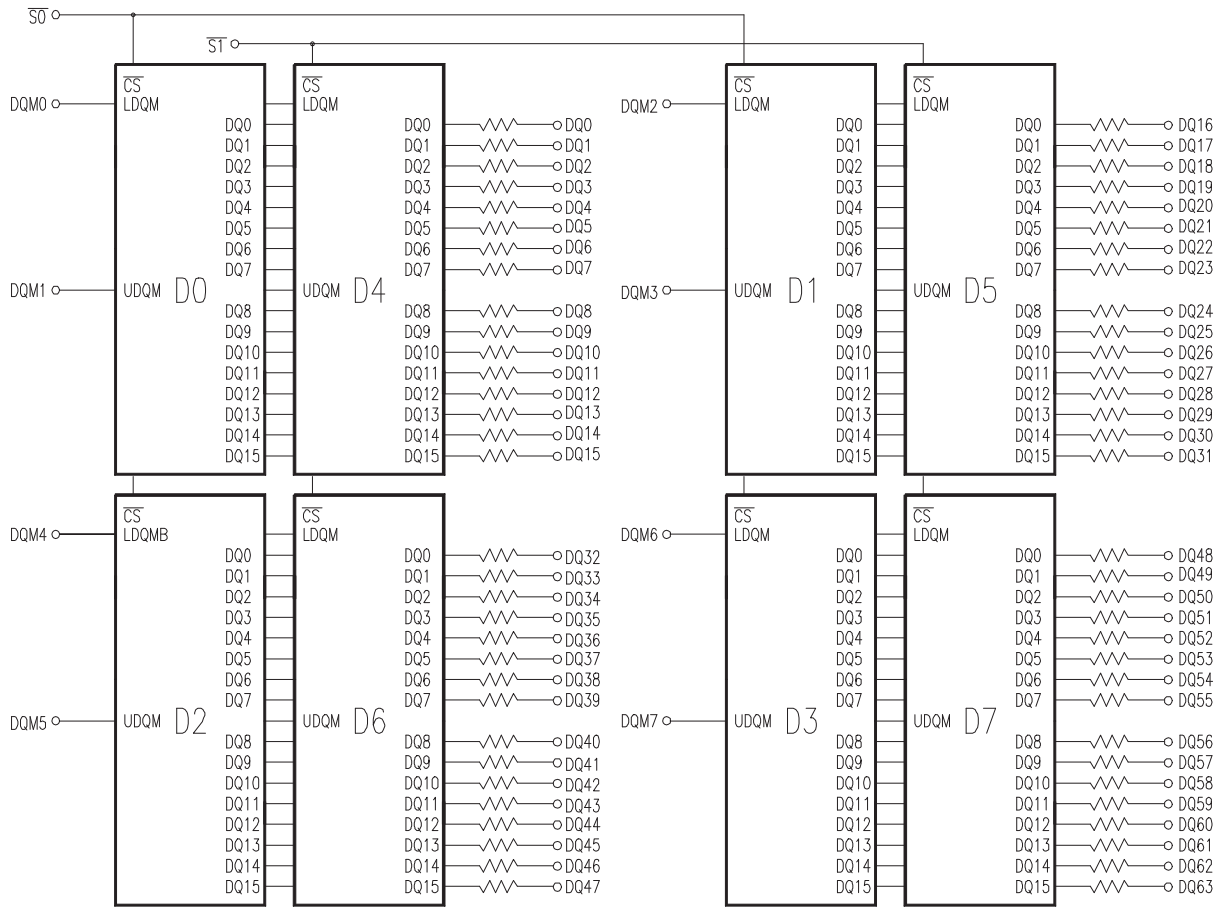 S0
S1
CS CS CS CS
DQM0 LDQM LDQM DQM2 LDQM LDQM
DQ0 DQ0 DQ0 DQ0 DQ0 DQ16
DQ1 DQ1 DQ1 DQ1 DQ1 DQ17
DQ2 DQ2 DQ2 DQ2 DQ2 DQ18
DQ3 DQ3 DQ3 DQ3 DQ3 DQ19
DQ4 DQ4 DQ4 DQ4 DQ4 DQ20
DQ5 DQ5 DQ5 DQ5 DQ5 DQ21
DQ6 DQ6 DQ6 DQ6 DQ6 DQ22
DQ7 DQ7 DQ7 DQ7 DQ7 DQ23
DQM1 UDQM D0 D4 DQM3 UDQM D1 D5
DQ8 DQ8 DQ8 DQ8 DQ8 DQ24
DQ9 DQ9 DQ9 DQ9 DQ9 DQ25
DQ10 DQ10 DQ10 DQ10 DQ10 DQ26
DQ11 DQ11 DQ11 DQ11 DQ11 DQ27
DQ12 DQ12 DQ12 DQ12 DQ12 DQ28
DQ13 DQ13 DQ13 DQ13 DQ13 DQ29
DQ14 DQ14 DQ14 DQ14 DQ14 DQ30
DQ15 DQ15 DQ15 DQ15 DQ15 DQ31
CS CS CS CS
DQM4 LDQMB LDQM DQM6 LDQM LDQM
DQ0 DQ0 DQ32 DQ0 DQ0 DQ48
DQ1 DQ1 DQ33 DQ1 DQ1 DQ49
DQ2 DQ2 DQ34 DQ2 DQ2 DQ50
DQ3 DQ3 DQ35 DQ3 DQ3 DQ51
DQ4 DQ4 DQ36 DQ4 DQ4 DQ52
DQ5 DQ5 DQ37 DQ5 DQ5 DQ53
DQ6 DQ6 DQ38 DQ6 DQ6 DQ54
DQ7 DQ7 DQ39 DQ7 DQ7 DQ55
DQM5 UDQM D2 D6 DQM7 UDQM D3 D7
DQ8 DQ8 DQ40 DQ8 DQ8 DQ56
DQ9 DQ9 DQ41 DQ9 DQ9 DQ57
DQ10 DQ10 DQ42 DQ10 DQ10 DQ58
DQ11 DQ11 DQ43 DQ11 DQ11 DQ59
DQ12 DQ12 DQ44 DQ12 DQ12 DQ60
DQ13 DQ13 DQ45 DQ13 DQ13 DQ61
DQ14 DQ14 DQ46 DQ14 DQ14 DQ62
DQ15 DQ15 DQ47 DQ15 DQ15 DQ63